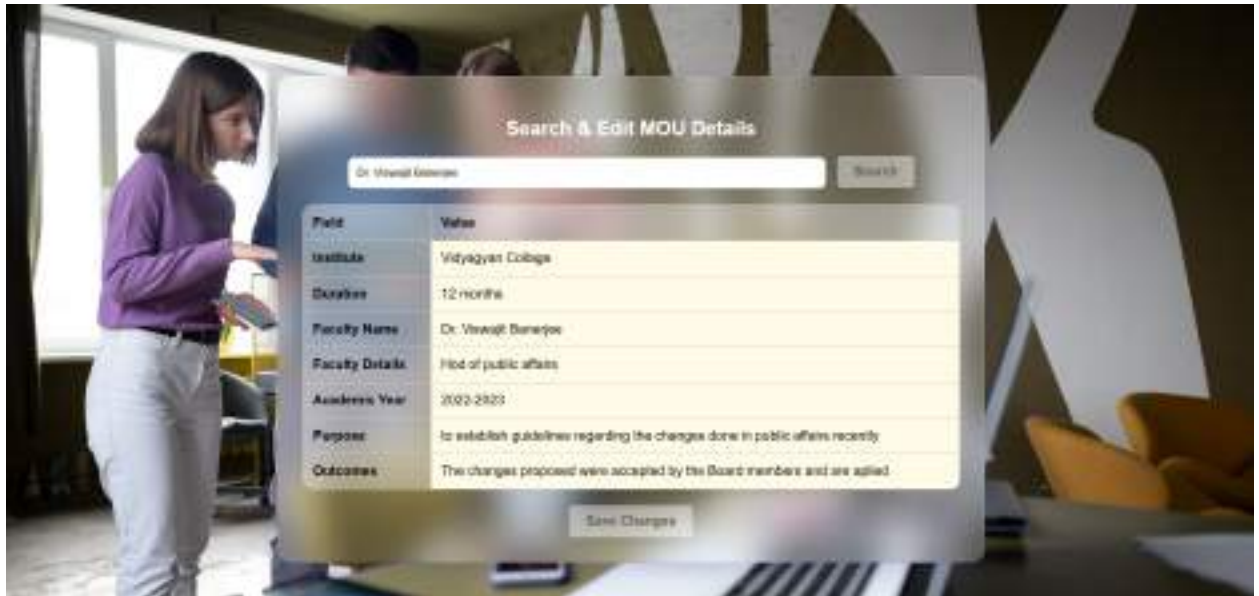 Search & Edit MOU Details
Dr. Viswajit Banerjee
Search
Field Value
Institute Vidyagyan College
Duration 12 months
Faculty Name Dr. Viswajit Banerjee
Faculty Details Hod of public affairs
Academic Year 2022-2023
Purpose to establish guidelines regarding the changes done in public affairs recently
Outcomes The changes proposed were accepted by the Board members and are aplied
Save Changes